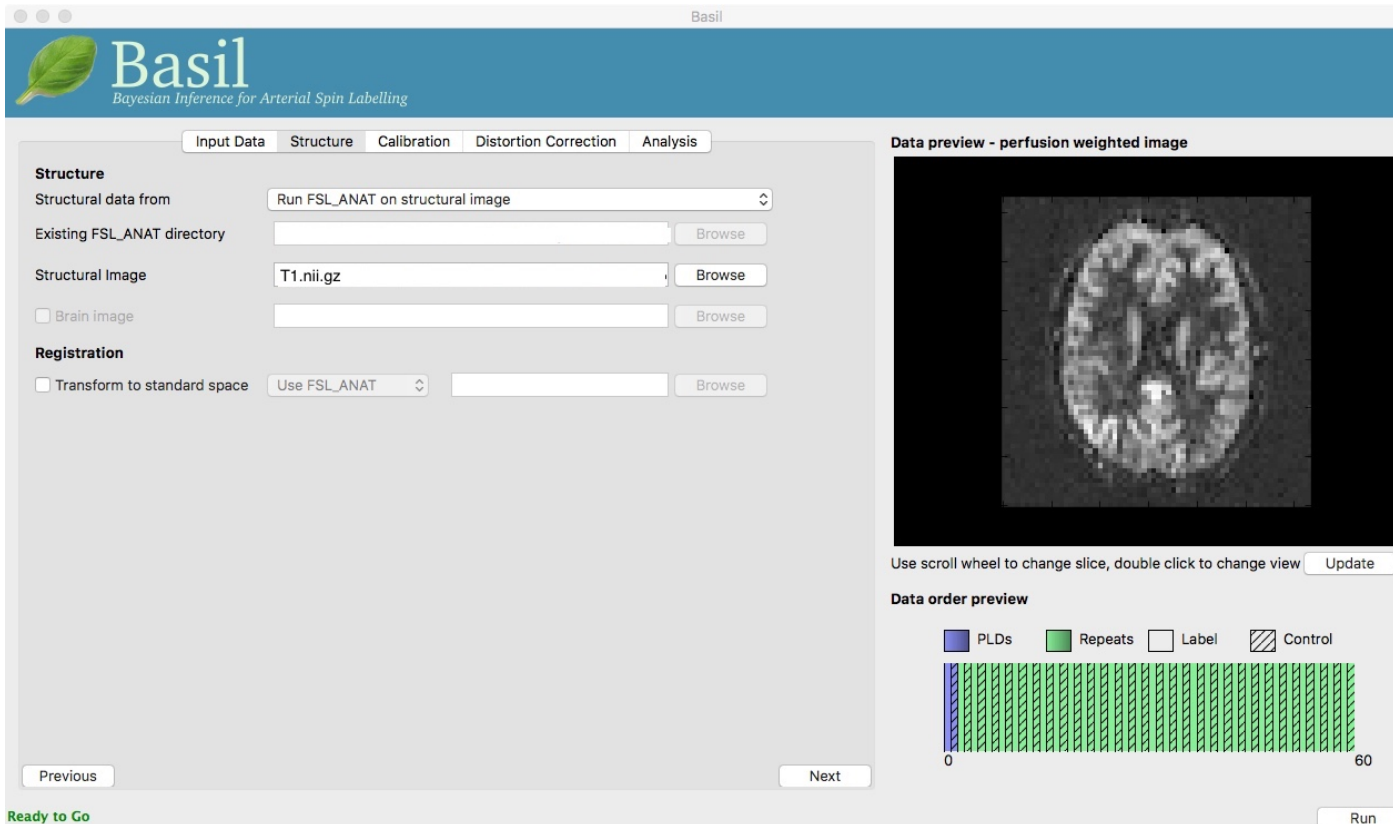 Basil
Basil
Bayesian Inference for Arterial Spin Labelling
Input Data Structure Calibration Distortion Correction Analysis
Structure
Structural data from Run FSL_ANAT on structural image
Existing FSL_ANAT directory Browse
Structural Image T1.nii.gz Browse
Brain image Browse
Registration
Transform to standard space Use FSL_ANAT Browse
Previous Next
Ready to Go
Data preview - perfusion weighted image
Use scroll wheel to change slice, double click to change view Update
Data order preview
PLDs Repeats Label Control
0 60
Run